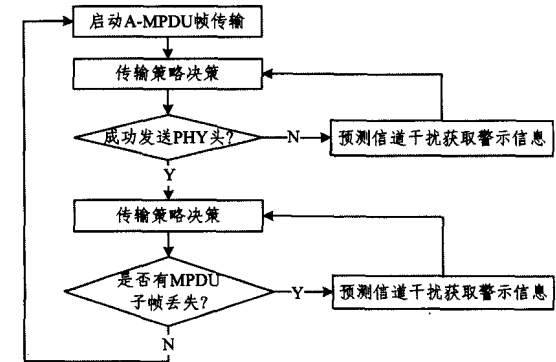 启动A-MPDU帧传输
传输策略决策
成功发送PHY头?
N
预测信道干扰获取警示信息
Y
传输策略决策
是否有MPDU
子帧丢失?
Y
预测信道干扰获取警示信息
N